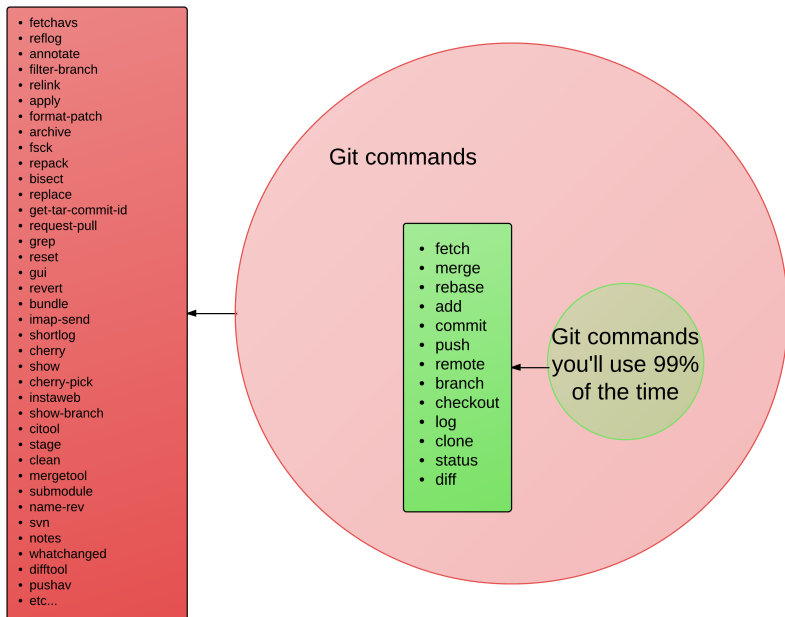 fetchavs
reflog
annotate
filter-branch
relink
apply
format-patch
archive
fsck
repack
bisect
replace
get-tar-commit-id
request-pull
grep
reset
gui
revert
bundle
imap-send
shortlog
cherry
show
cherry-pick
instaweb
show-branch
citool
stage
clean
mergetool
submodule
name-rev
svn
notes
whatchanged
difftool
pushav
etc...
Git commands
fetch
merge
rebase
add
commit
push
remote
branch
checkout
log
clone
status
diff
Git commands
you'll use 99%
of the time